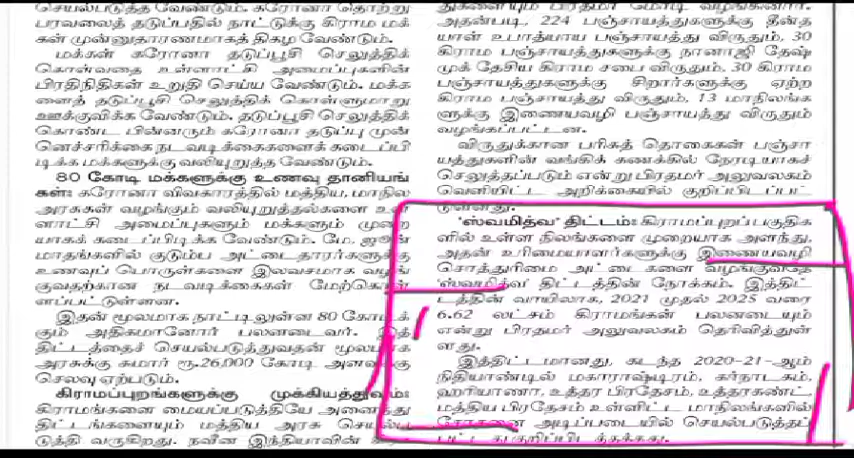 செயல்படுத்த வேண்டும். கரோனா தொற்று
பரவலைத் தடுப்பதில் நாட்டுக்கு கிராம மக்
கள் முன்னுதாரணமாகத் திகழ வேண்டும்.
மக்கள் கரோனா தடுப்பூசி செலுத்திக்
கொள்வதை உள்ளாட்சி அமைப்புகளின்
பிரதிநிதிகள் உறுதி செய்ய வேண்டும். மக்க
ளைத் தடுப்பூசி செலுத்திக் கொள்ளுமாறு
ஊக்குவிக்க வேண்டும். தடுப்பூசி செலுத்திக்
கொண்ட பின்னரும் கரோனா தடுப்பு முன்
னெச்சரிக்கை நடவடிக்கைகளைக் கடைப்பி
டிக்க மக்களுக்கு வலியுறுத்த வேண்டும்.
80 கோடி மக்களுக்கு உணவு தானியங்
கள்: கரோனா விவகாரத்தில் மத்திய, மாநில
அரசுகள் வழங்கும் வலியுறுத்தல்களை உள்
ளாட்சி அமைப்புகளும் மக்களும் முறை
யாகக் கடைப்பிடிக்க வேண்டும். மே, ஜூன்
மாதங்களில் குடும்ப அட்டைதாரர்களுக்கு
உணவுப் பொருள்களை இலவசமாக வழங்
குவதற்கான நடவடிக்கைகள் மேற்கொள்
ளப்பட்டுள்ளன.
இதன் மூலமாக நாட்டிலுள்ள 80 கோடிக்
கும் அதிகமானோர் பலனடைவர். இத்
திட்டத்தைச் செயல்படுத்துவதன் மூலமாக
அரசுக்கு சுமார் ரூ.26,000 கோடி அளவுக்கு
செலவு ஏற்படும்.
கிராமப்புறங்களுக்கு முக்கியத்துவம்:
கிராமங்களை மையப்படுத்தியே அனைத்து
திட்டங்களையும் மத்திய அரசு செயல்ப
டுத்தி வருகிறது. நவீன இந்தியாவின்
துகளையும் பிரதமர் மோடி வழங்கினார்.
அதன்படி, 224 பஞ்சாயத்துகளுக்கு தீன்த
யாள் உபாத்யாய பஞ்சாயத்து விருதும், 30
கிராம பஞ்சாயத்துகளுக்கு நானாஜி தேஷ்
முக் தேசிய கிராம சபை விருதும், 30 கிராம
பஞ்சாயத்துகளுக்கு சிறார்களுக்கு ஏற்ற
கிராம பஞ்சாயத்து விருதும், 13 மாநிலங்க
ளுக்கு இணையவழி பஞ்சாயத்து விருதும்
வழங்கப்பட்டன.
விருதுக்கான பரிசுத் தொகைகள் பஞ்சா
யத்துகளின் வங்கிக் கணக்கில் நேரடியாகச்
செலுத்தப்படும் என்று பிரதமர் அலுவலகம்
வெளியிட்ட அறிக்கையில் குறிப்பிடப்பட்
டுள்ளது.
'ஸ்வமித்வ' திட்டம்: கிராமப்புறப்பகுதிக
ளில் உள்ள நிலங்களை முறையாக அளந்து,
அதன் உரிமையாளர்களுக்கு இணையவழி
சொத்துரிமை அட்டைகளை வழங்குவதே
'ஸ்வமித்வ' திட்டத்தின் நோக்கம். இத்திட்
டத்தின் வாயிலாக, 2021 முதல் 2025 வரை
6.62 லட்சம் கிராமங்கள் பலனடையும்
என்று பிரதமர் அலுவலகம் தெரிவித்துள்
ளது.
இத்திட்டமானது, கடந்த 2020-21-ஆம்
நிதியாண்டில் மகாராஷ்டிரம், கர்நாடகம்,
ஹரியாணா, உத்தர பிரதேசம், உத்தரகண்ட்,
மத்திய பிரதேசம் உள்ளிட்ட மாநிலங்களில்
சோதனை அடிப்படையில் செயல்படுத்தப்
பட்டது குறிப்பிடத்தக்கது.